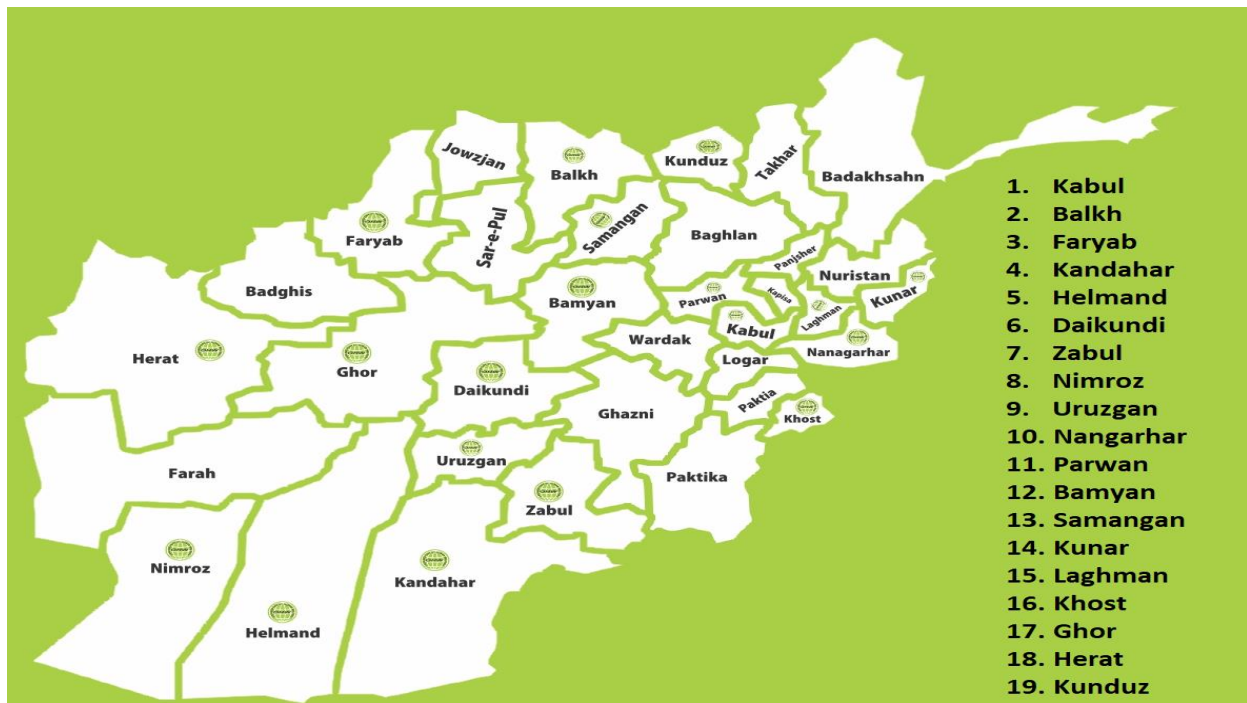 Jowzjan
Balkh
Kunduz
Takhar
Badakhsahn
Faryab
Sar-e-Pul
Samangan
Baghlan
Panjsher
Nuristan
Badghis
Bamyan
Parwan
Kapisa
Laghman
Kunar
Herat
Ghor
Wardak
Kabul
Logar
Nanagarhar
Daikundi
Ghazni
Paktia
Khost
Farah
Uruzgan
Zabul
Paktika
Nimroz
Kandahar
Helmand
1. Kabul
2. Balkh
3. Faryab
4. Kandahar
5. Helmand
6. Daikundi
7. Zabul
8. Nimroz
9. Uruzgan
10. Nangarhar
11. Parwan
12. Bamyan
13. Samangan
14. Kunar
15. Laghman
16. Khost
17. Ghor
18. Herat
19. Kunduz